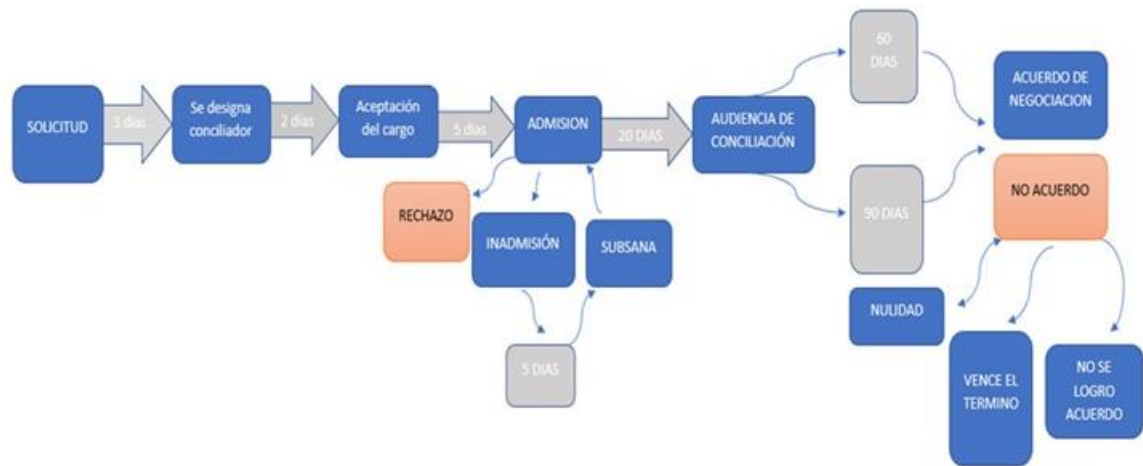 SOLICITUD
3 días
Se designa
conciliador
2 días
Aceptación
del cargo
5 días
ADMISION
20 DIAS
AUDIENCIA DE
CONCILIACIÓN
60
DIAS
90 DIAS
ACUERDO DE
NEGOCIACION
NO ACUERDO
RECHAZO
INADMISIÓN
SUBSANA
5 DIAS
NULIDAD
VENCE EL
TERMINO
NO SE
LOGRO
ACUERDO